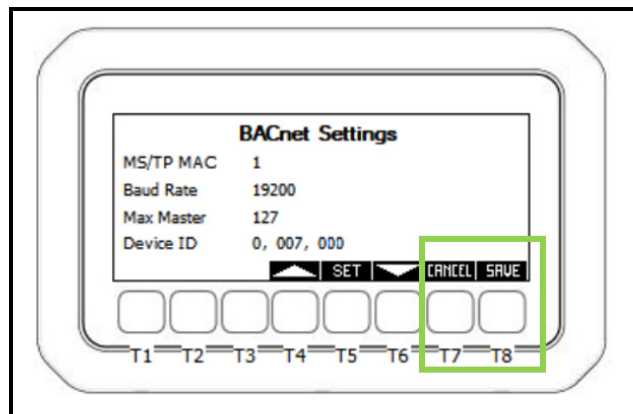 BACnet Settings
MS/TP MAC 1
Baud Rate 19200
Max Master 127
Device ID 0, 007, 000
SET CANCEL SAVE
T1 T2 T3 T4 T5 T6 T7 T8